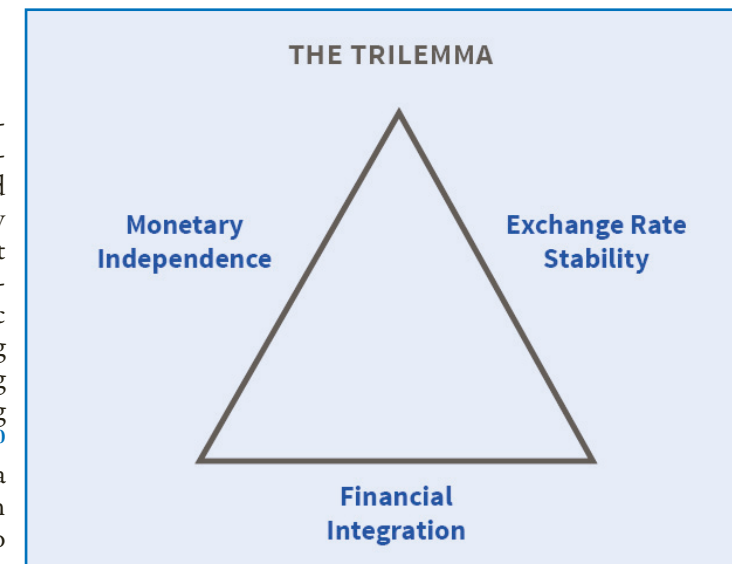 THE TRILEMMA
Monetary
Independence
Exchange Rate
Stability
Financial
Integration